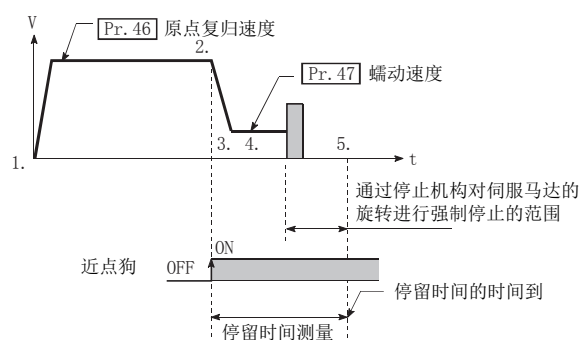 V
Pr.46 原点复归速度
2.
Pr.47 蠕动速度
3. 4. 5.
1.
t
通过停止机构对伺服马达的
旋转进行强制停止的范围
ON
近点狗 OFF
停留时间的时间到
停留时间测量